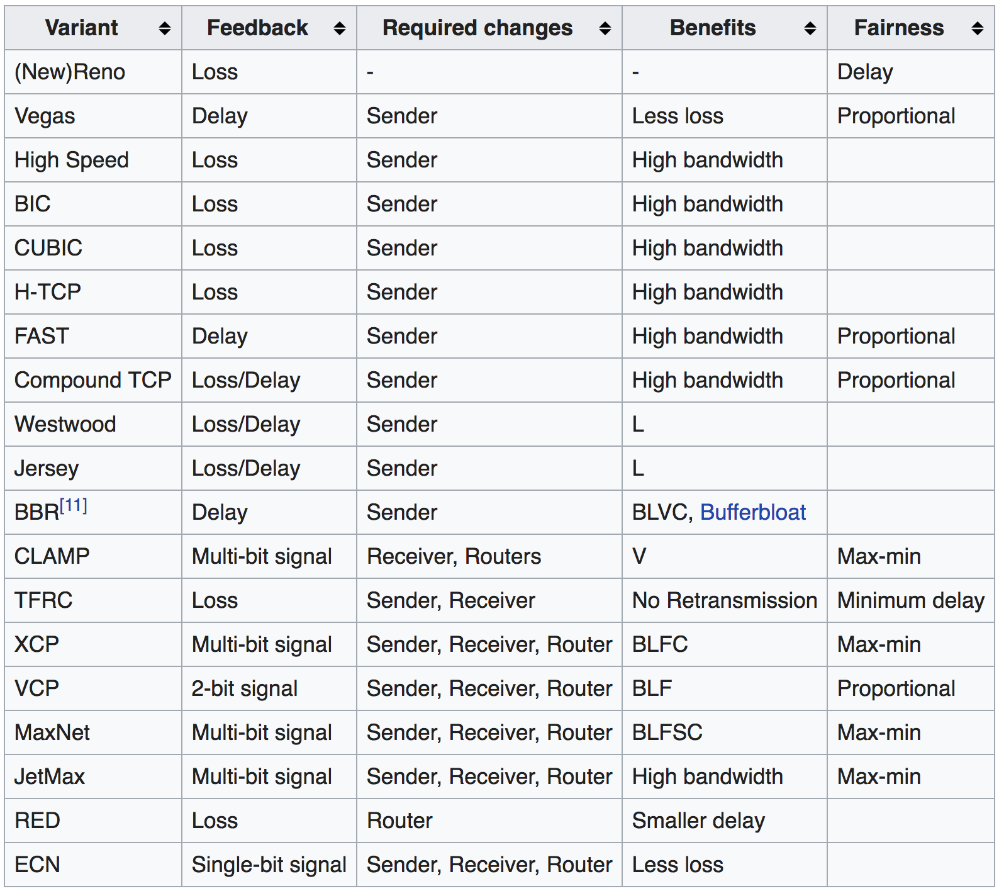 Variant Feedback Required changes Benefits Fairness
(New)Reno Loss - - Delay
Vegas Delay Sender Less loss Proportional
High Speed Loss Sender High bandwidth
BIC Loss Sender High bandwidth
CUBIC Loss Sender High bandwidth
H-TCP Loss Sender High bandwidth
FAST Delay Sender High bandwidth Proportional
Compound TCP Loss/Delay Sender High bandwidth Proportional
Westwood Loss/Delay Sender L
Jersey Loss/Delay Sender L
BBR[11] Delay Sender BLVC, Bufferbloat
CLAMP Multi-bit signal Receiver, Routers V Max-min
TFRC Loss Sender, Receiver No Retransmission Minimum delay
XCP Multi-bit signal Sender, Receiver, Router BLFC Max-min
VCP 2-bit signal Sender, Receiver, Router BLF Proportional
MaxNet Multi-bit signal Sender, Receiver, Router BLFSC Max-min
JetMax Multi-bit signal Sender, Receiver, Router High bandwidth Max-min
RED Loss Router Smaller delay
ECN Single-bit signal Sender, Receiver, Router Less loss